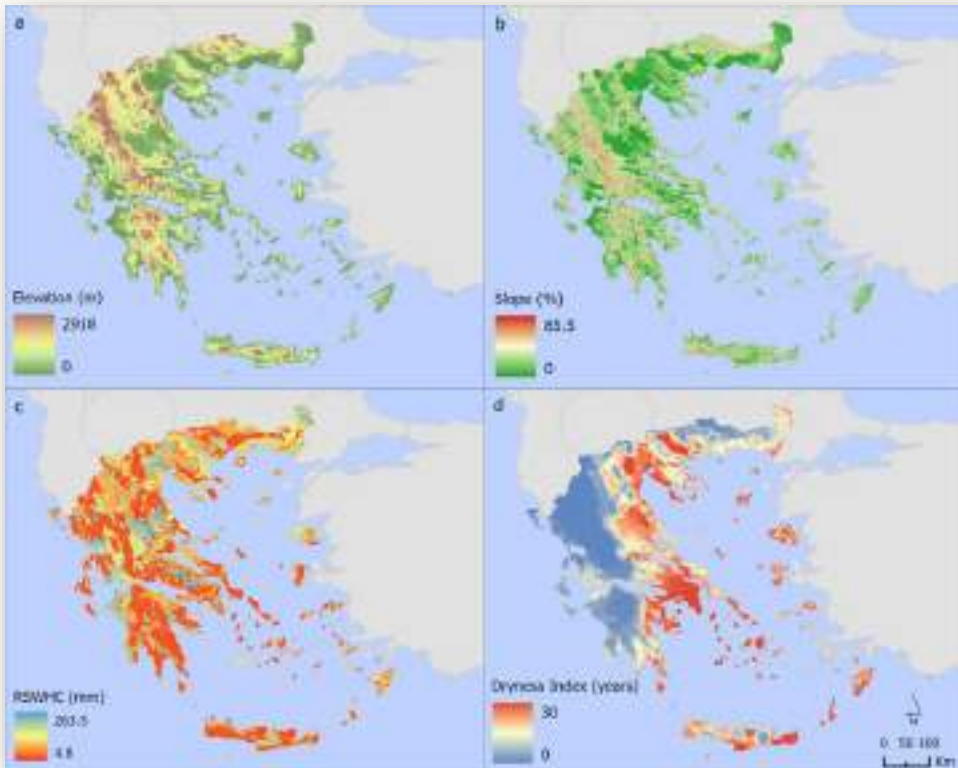 a
b
Elevation (m)
2918
0
Slope (%)
85.5
0
c
d
RSWHC (mm)
263.5
4.8
Dryness Index (years)
30
0
N
0 50 100
Km